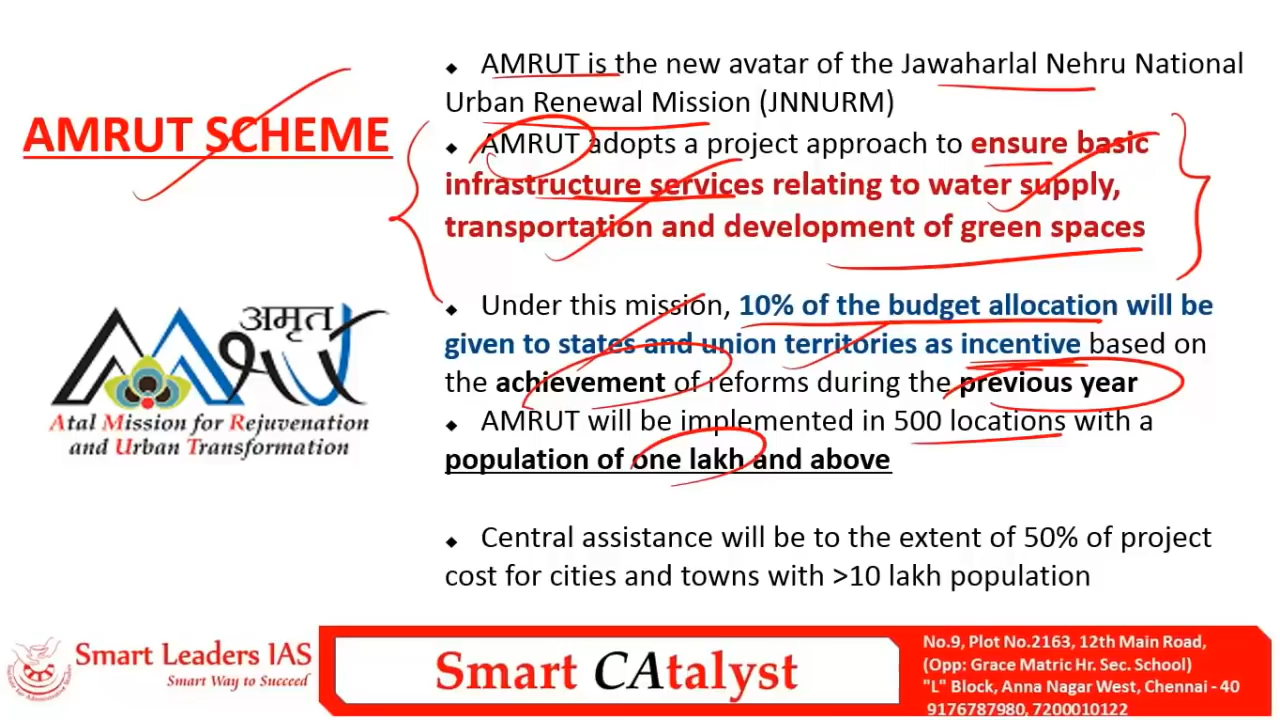 AMRUT SCHEME
अमृत
Atal Mission for Rejuvenation
and Urban Transformation
⬥ AMRUT is the new avatar of the Jawaharlal Nehru National
Urban Renewal Mission (JNNURM)
⬥ AMRUT adopts a project approach to ensure basic
infrastructure services relating to water supply,
transportation and development of green spaces
⬥ Under this mission, 10% of the budget allocation will be
given to states and union territories as incentive based on
the achievement of reforms during the previous year
⬥ AMRUT will be implemented in 500 locations with a
population of one lakh and above
⬥ Central assistance will be to the extent of 50% of project
cost for cities and towns with >10 lakh population
Smart Leaders IAS
Smart Way to Succeed
Smart CAtalyst
No.9, Plot No.2163, 12th Main Road,
(Opp: Grace Matric Hr. Sec. School)
"L" Block, Anna Nagar West, Chennai - 40
9176787980, 7200010122